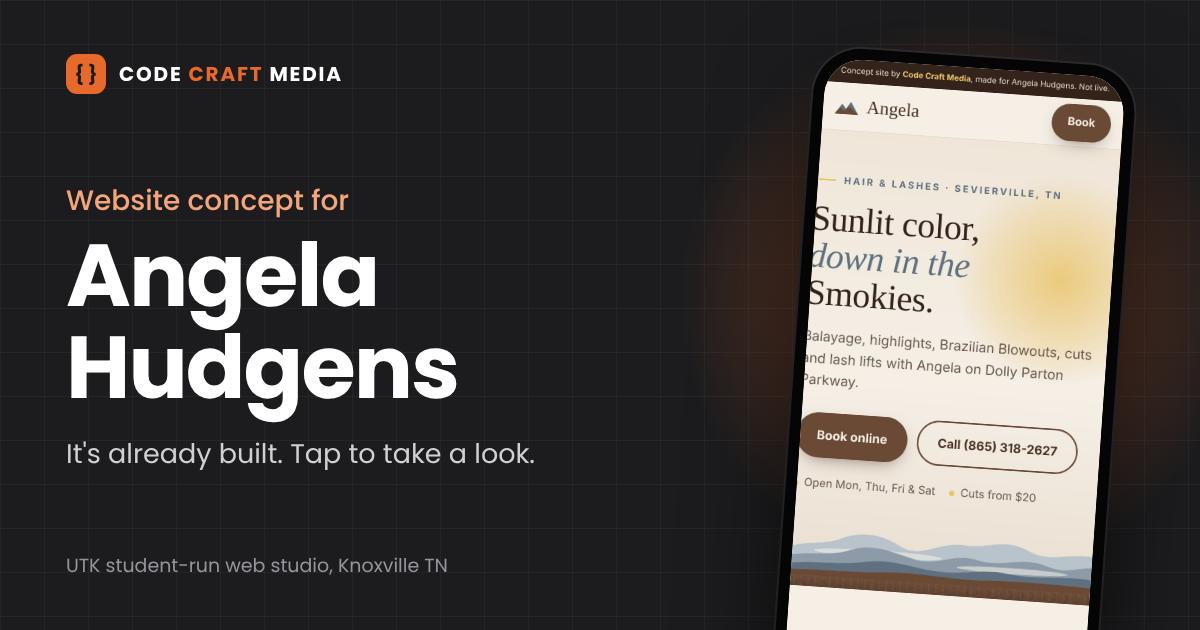 { }
CODE CRAFT MEDIA
Website concept for
Angela
Hudgens
It's already built. Tap to take a look.
UTK student-run web studio, Knoxville TN
Concept site by Code Craft Media, made for Angela Hudgens. Not live.
Angela
Book
HAIR & LASHES · SEVIERVILLE, TN
Sunlit color,
down in the
Smokies.
Balayage, highlights, Brazilian Blowouts, cuts
and lash lifts with Angela on Dolly Parton
Parkway.
Book online
Call (865) 318-2627
Open Mon, Thu, Fri & Sat
Cuts from $20